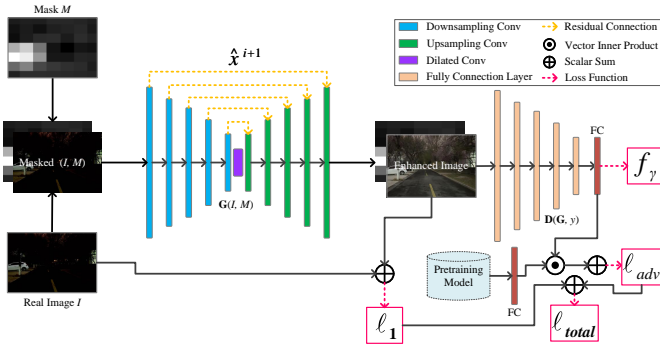 Mask M
Masked (I, M)
Real Image I
x̂ i+1
G(I, M)
Downsampling Conv
Upsampling Conv
Dilated Conv
Fully Connection Layer
Residual Connection
Vector Inner Product
Scalar Sum
Loss Function
Enhanced Image
FC
D(G, y)
f γ
Pretraining
Model
FC
ℓ adv
ℓ 1
ℓ total